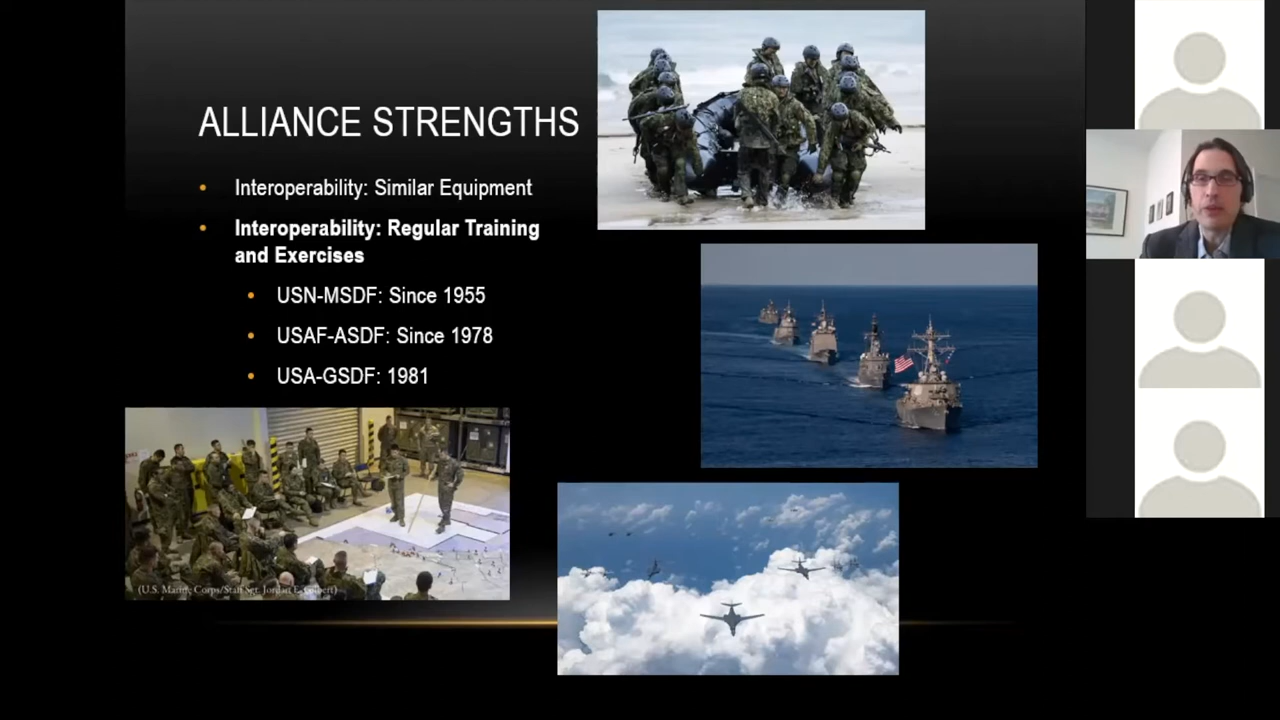 ALLIANCE STRENGTHS
Interoperability: Similar Equipment
Interoperability: Regular Training
and Exercises
USN-MSDF: Since 1955
USAF-ASDF: Since 1978
USA-GSDF: 1981
(U.S. Marine Corps/Staff Sgt. Jordan E. Gilbert)